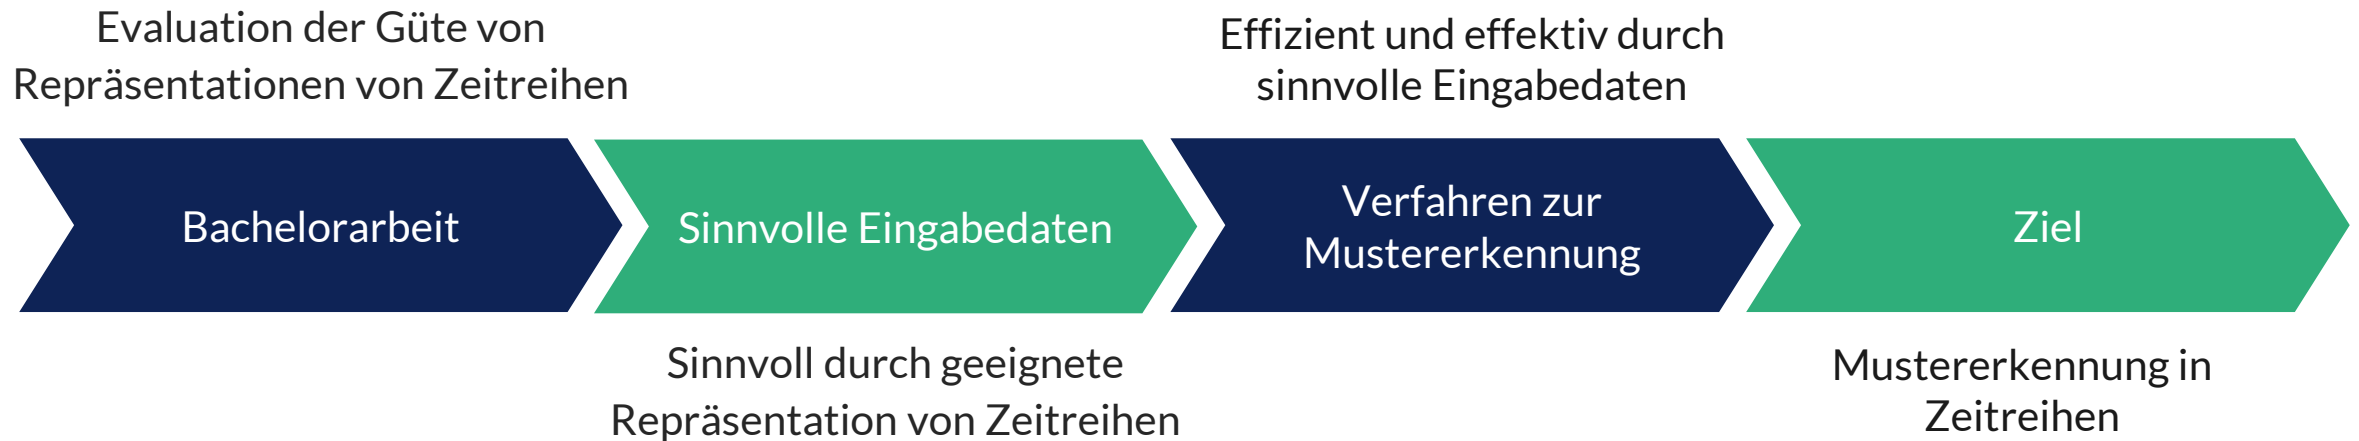 Evaluation der Güte von
Repräsentationen von Zeitreihen
Effizient und effektiv durch
sinnvolle Eingabedaten
Bachelorarbeit
Sinnvolle Eingabedaten
Verfahren zur
Mustererkennung
Ziel
Sinnvoll durch geeignete
Repräsentation von Zeitreihen
Mustererkennung in
Zeitreihen